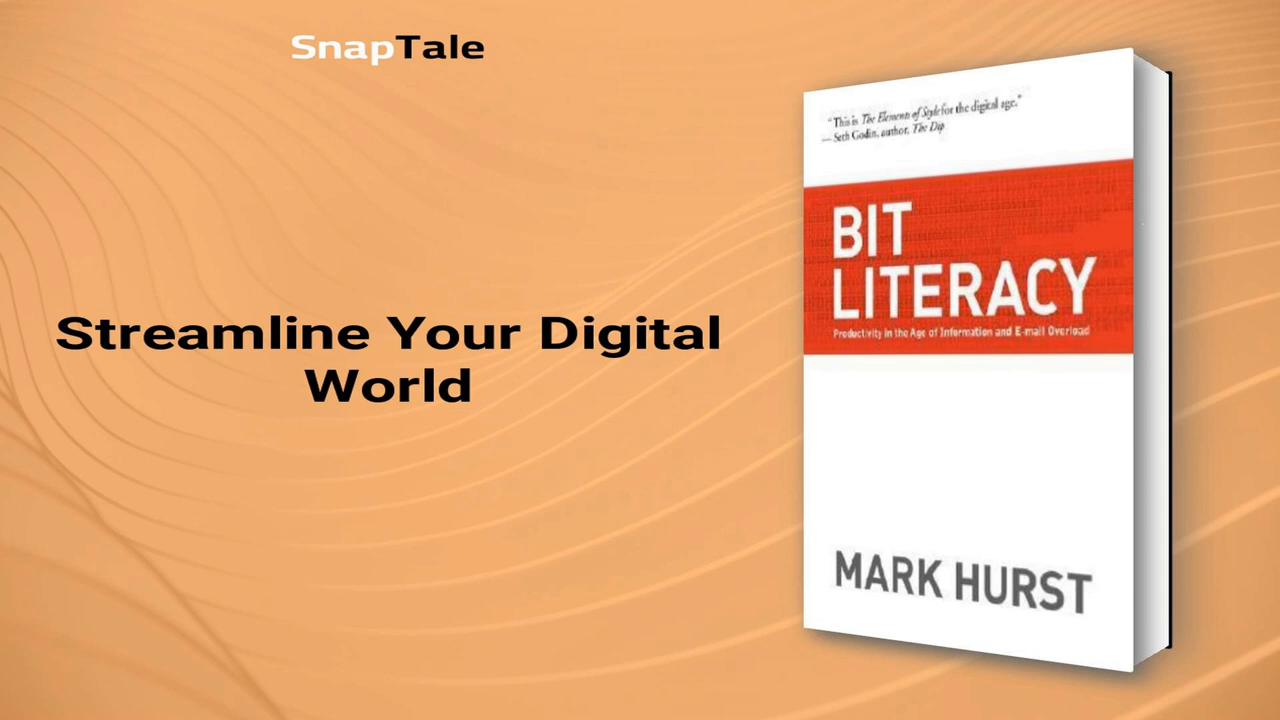 SnapTale
Streamline Your Digital
World
"This is The Elements of Style for the digital age."
— Seth Godin, author, The Dip
BIT
LITERACY
Productivity in the Age of Information and E-mail Overload
MARK HURST